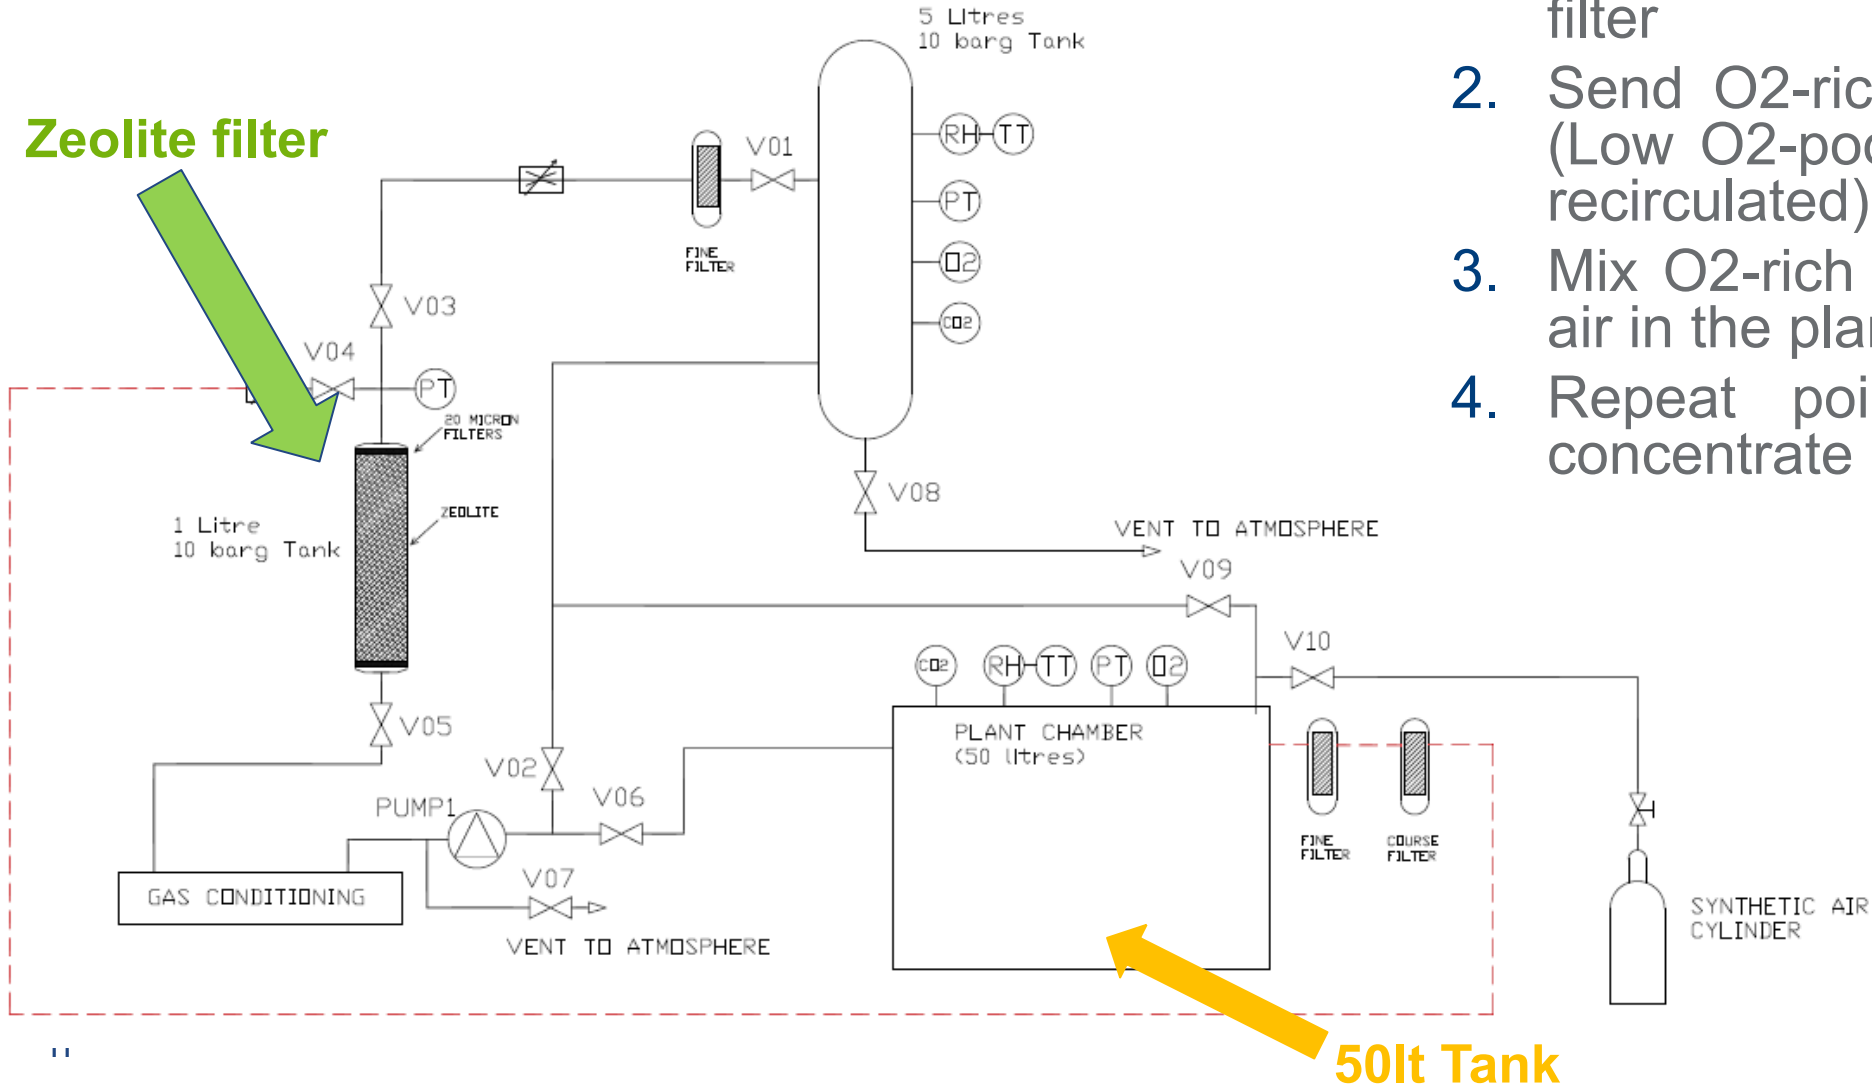 5 LItres
10 barg Tank
Zeolite filter
V01
RH
TT
PT
O2
CO2
FINE
FILTER
V03
V04
PT
20 MICRON
FILTERS
ZEOLITE
1 Litre
10 barg Tank
V08
VENT TO ATMOSPHERE
V09
V10
CO2
RH
TT
PT
O2
PLANT CHAMBER
(50 lItres)
V05
V02
V06
PUMP1
V07
GAS CONDITIONING
VENT TO ATMOSPHERE
FINE
FILTER
COURSE
FILTER
SYNTHETIC AIR
CYLINDER
50lt Tank
filter
2. Send O2-ric
(Low O2-poo
recirculated)
3. Mix O2-rich
air in the plan
4. Repeat poi
concentrate